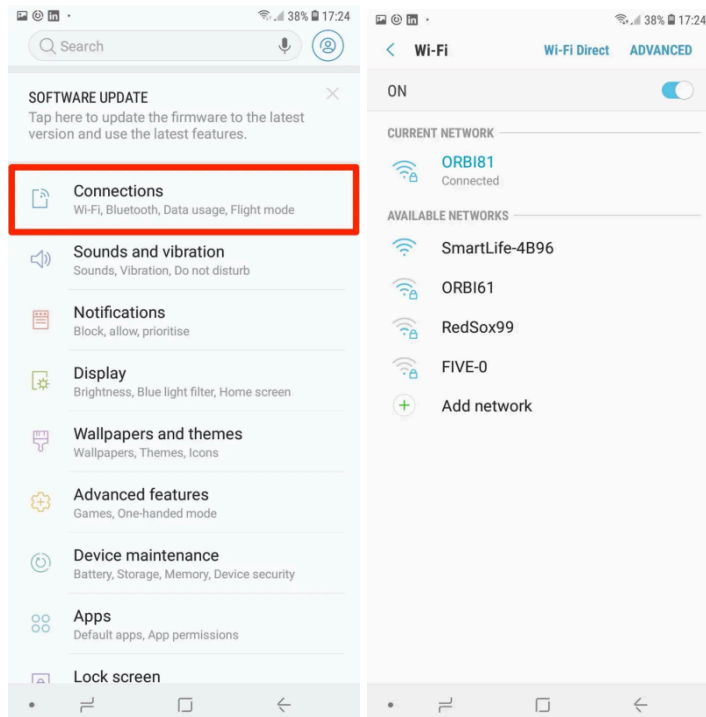 38% 17:24
Search
SOFTWARE UPDATE
Tap here to update the firmware to the latest
version and use the latest features.
Connections
Wi-Fi, Bluetooth, Data usage, Flight mode
Sounds and vibration
Sounds, Vibration, Do not disturb
Notifications
Block, allow, prioritise
Display
Brightness, Blue light filter, Home screen
Wallpapers and themes
Wallpapers, Themes, Icons
Advanced features
Games, One-handed mode
Device maintenance
Battery, Storage, Memory, Device security
Apps
Default apps, App permissions
Lock screen
38% 17:24
Wi-Fi Wi-Fi Direct ADVANCED
ON
CURRENT NETWORK
ORBI81
Connected
AVAILABLE NETWORKS
SmartLife-4B96
ORBI61
RedSox99
FIVE-0
Add network